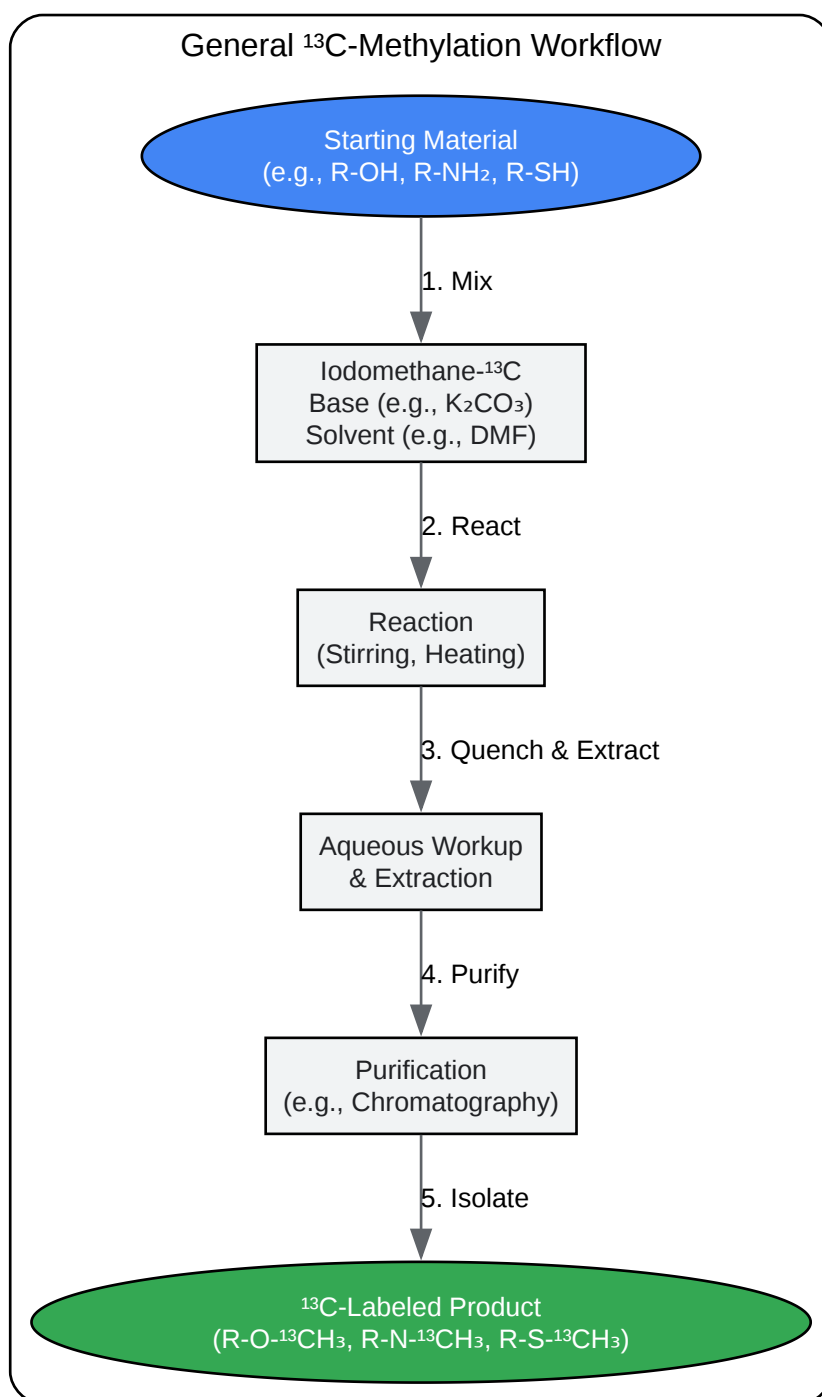 General ¹³C-Methylation Workflow
Starting Material
(e.g., R-OH, R-NH₂, R-SH)
1. Mix
Iodomethane-¹³C
Base (e.g., K₂CO₃)
Solvent (e.g., DMF)
2. React
Reaction
(Stirring, Heating)
3. Quench & Extract
Aqueous Workup
& Extraction
4. Purify
Purification
(e.g., Chromatography)
5. Isolate
¹³C-Labeled Product
(R-O-¹³CH₃, R-N-¹³CH₃, R-S-¹³CH₃)